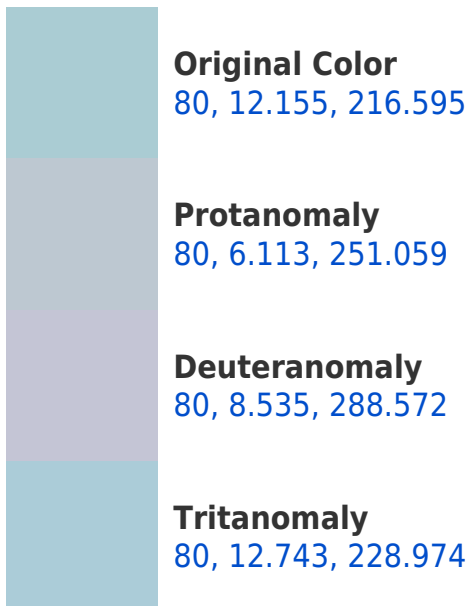 Original Color
80, 12.155, 216.595
Protanomaly
80, 6.113, 251.059
Deuteranomaly
80, 8.535, 288.572
Tritanomaly
80, 12.743, 228.974